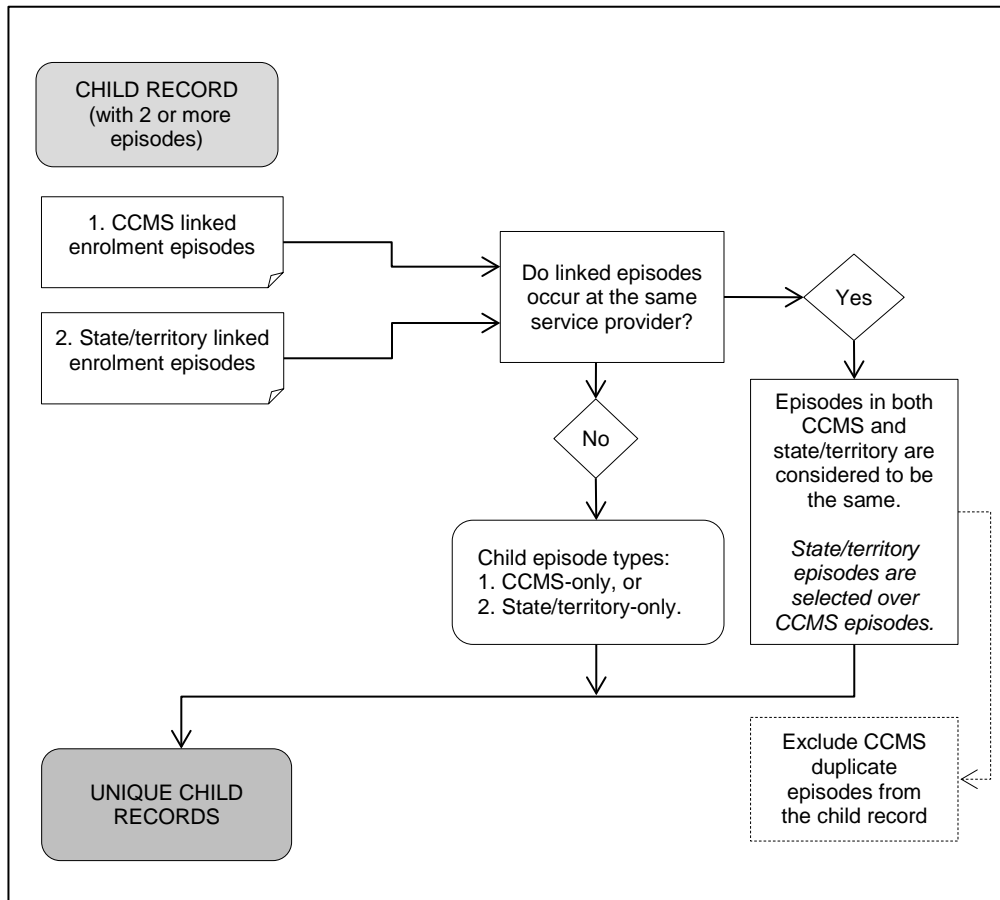 CHILD RECORD
(with 2 or more
episodes)
1. CCMS linked
enrolment episodes
2. State/territory linked
enrolment episodes
Do linked episodes
occur at the same
service provider?
Yes
No
Episodes in both
CCMS and
state/territory are
considered to be
the same.
State/territory
episodes are
selected over
CCMS episodes.
Child episode types:
1. CCMS-only, or
2. State/territory-only.
Exclude CCMS
duplicate
episodes from
the child record
UNIQUE CHILD
RECORDS